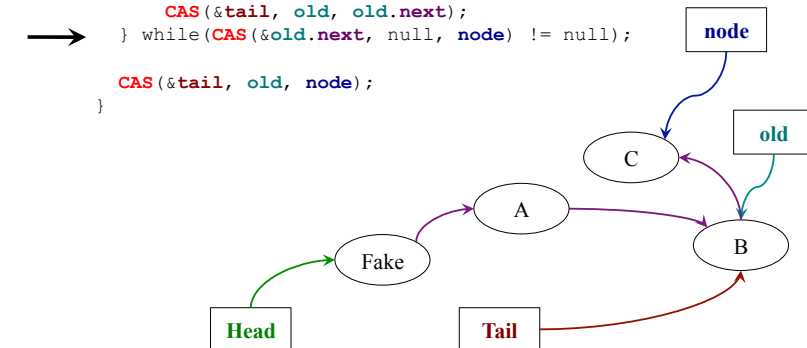 CAS(&tail, old, old.next);
} while(CAS(&old.next, null, node) != null);
CAS(&tail, old, node);
}
node
old
C
A
B
Fake
Head
Tail